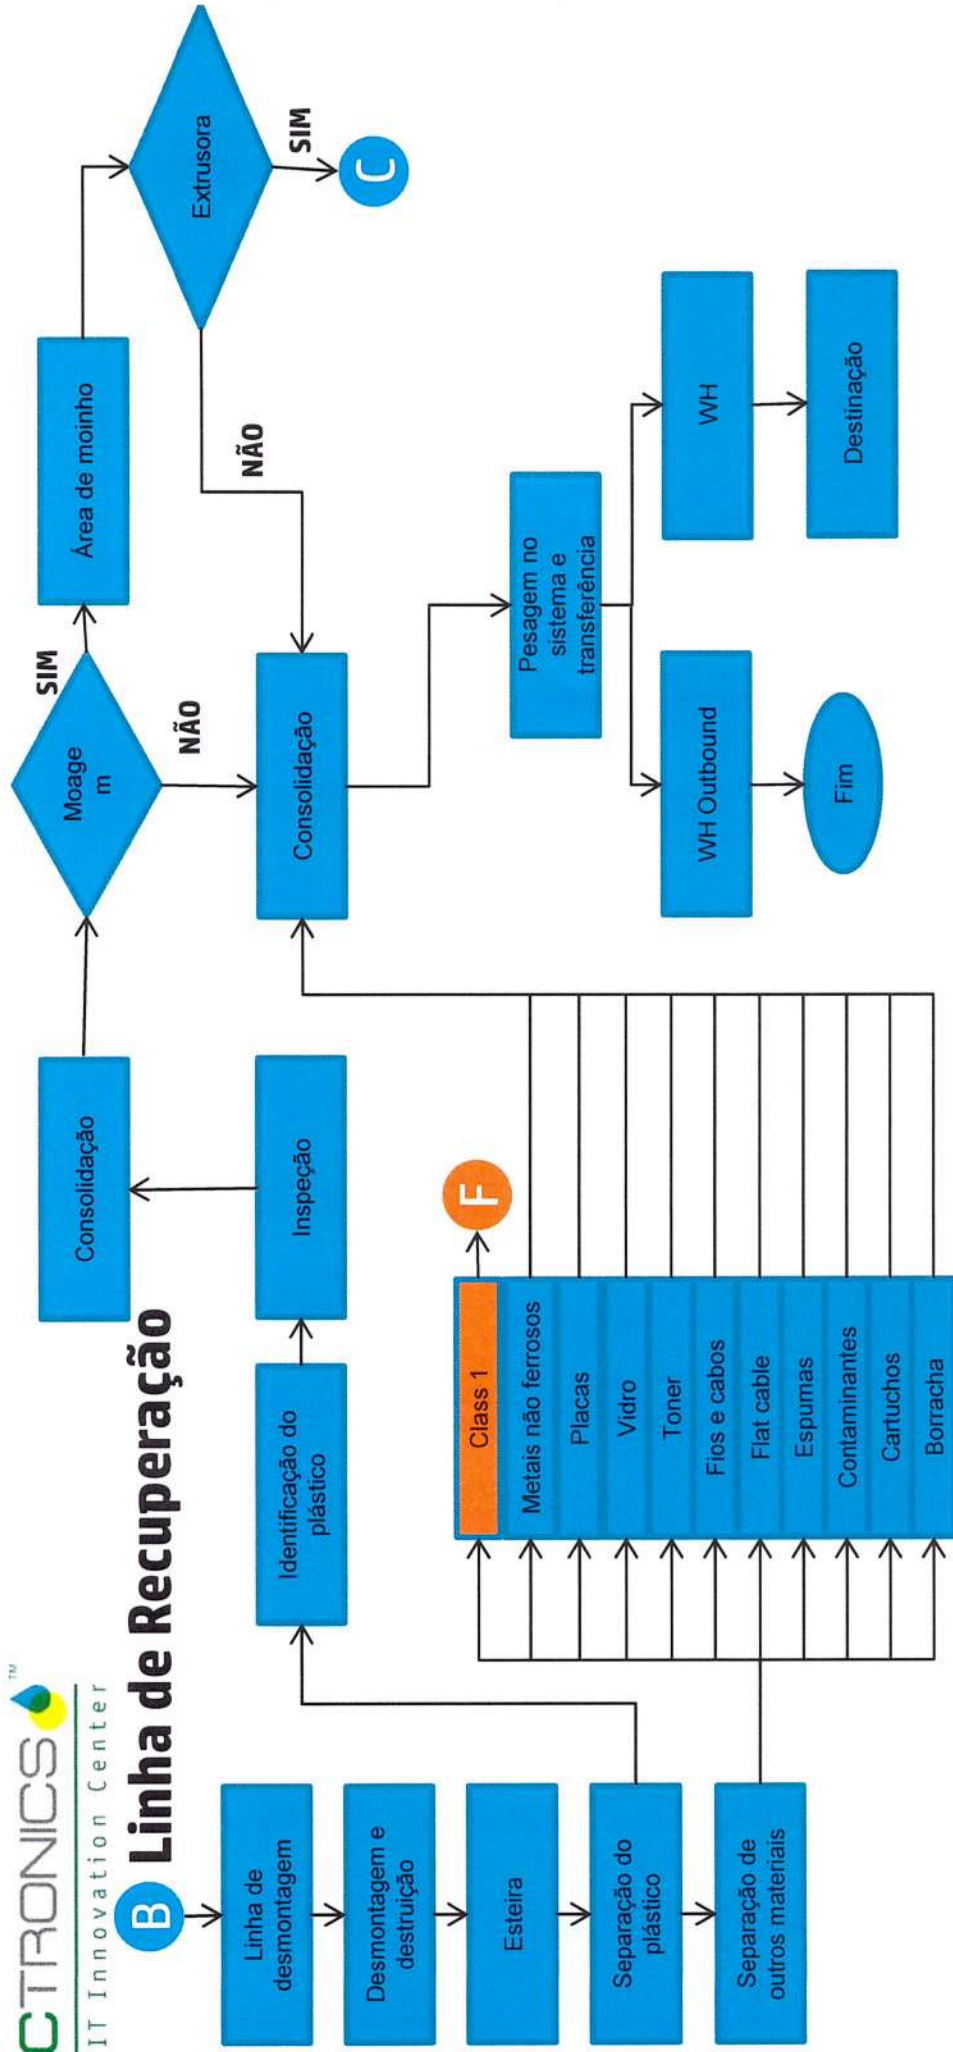 CTRONICS
TM
IT Innovation Center
B Linha de Recuperação
Linha de
desmontagem
Desmontagem e
destruição
Esteira
Separação do
plástico
Separação de
outros materiais
Identificação do
plástico
Inspeção
Consolidação
Class 1
F
Metais não ferrosos
Placas
Vidro
Toner
Fios e cabos
Flat cable
Espumas
Contaminantes
Cartuchos
Borracha
Moage
m
SIM
NÃO
Área de moinho
Extrusora
SIM
C
NÃO
Consolidação
Pesagem no
sistema e
transferência
WH Outbound
Fim
WH
Destinação